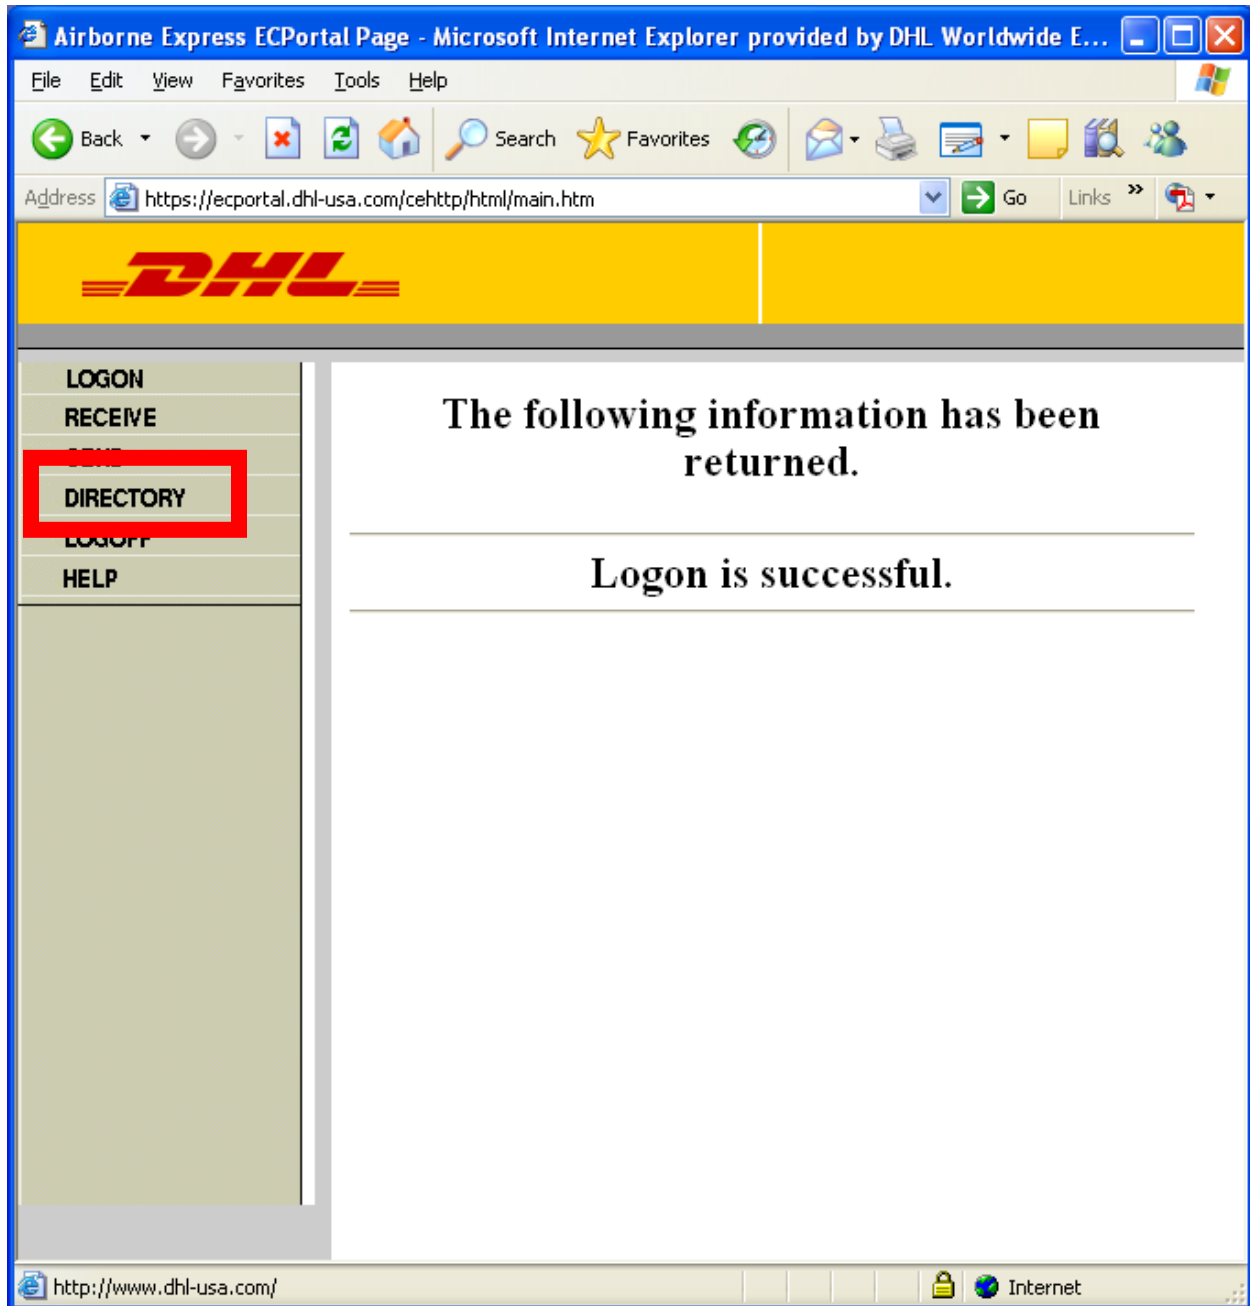 Airborne Express ECPortal Page - Microsoft Internet Explorer provided by DHL Worldwide E...
File Edit View Favorites Tools Help
Back Search Favorites
Address https://ecportal.dhl-usa.com/cehttp/html/main.htm Go Links »
DHL
LOGON
RECEIVE
DIRECTORY
LOGOFF
HELP
The following information has been
returned.
Logon is successful.
http://www.dhl-usa.com/ Internet